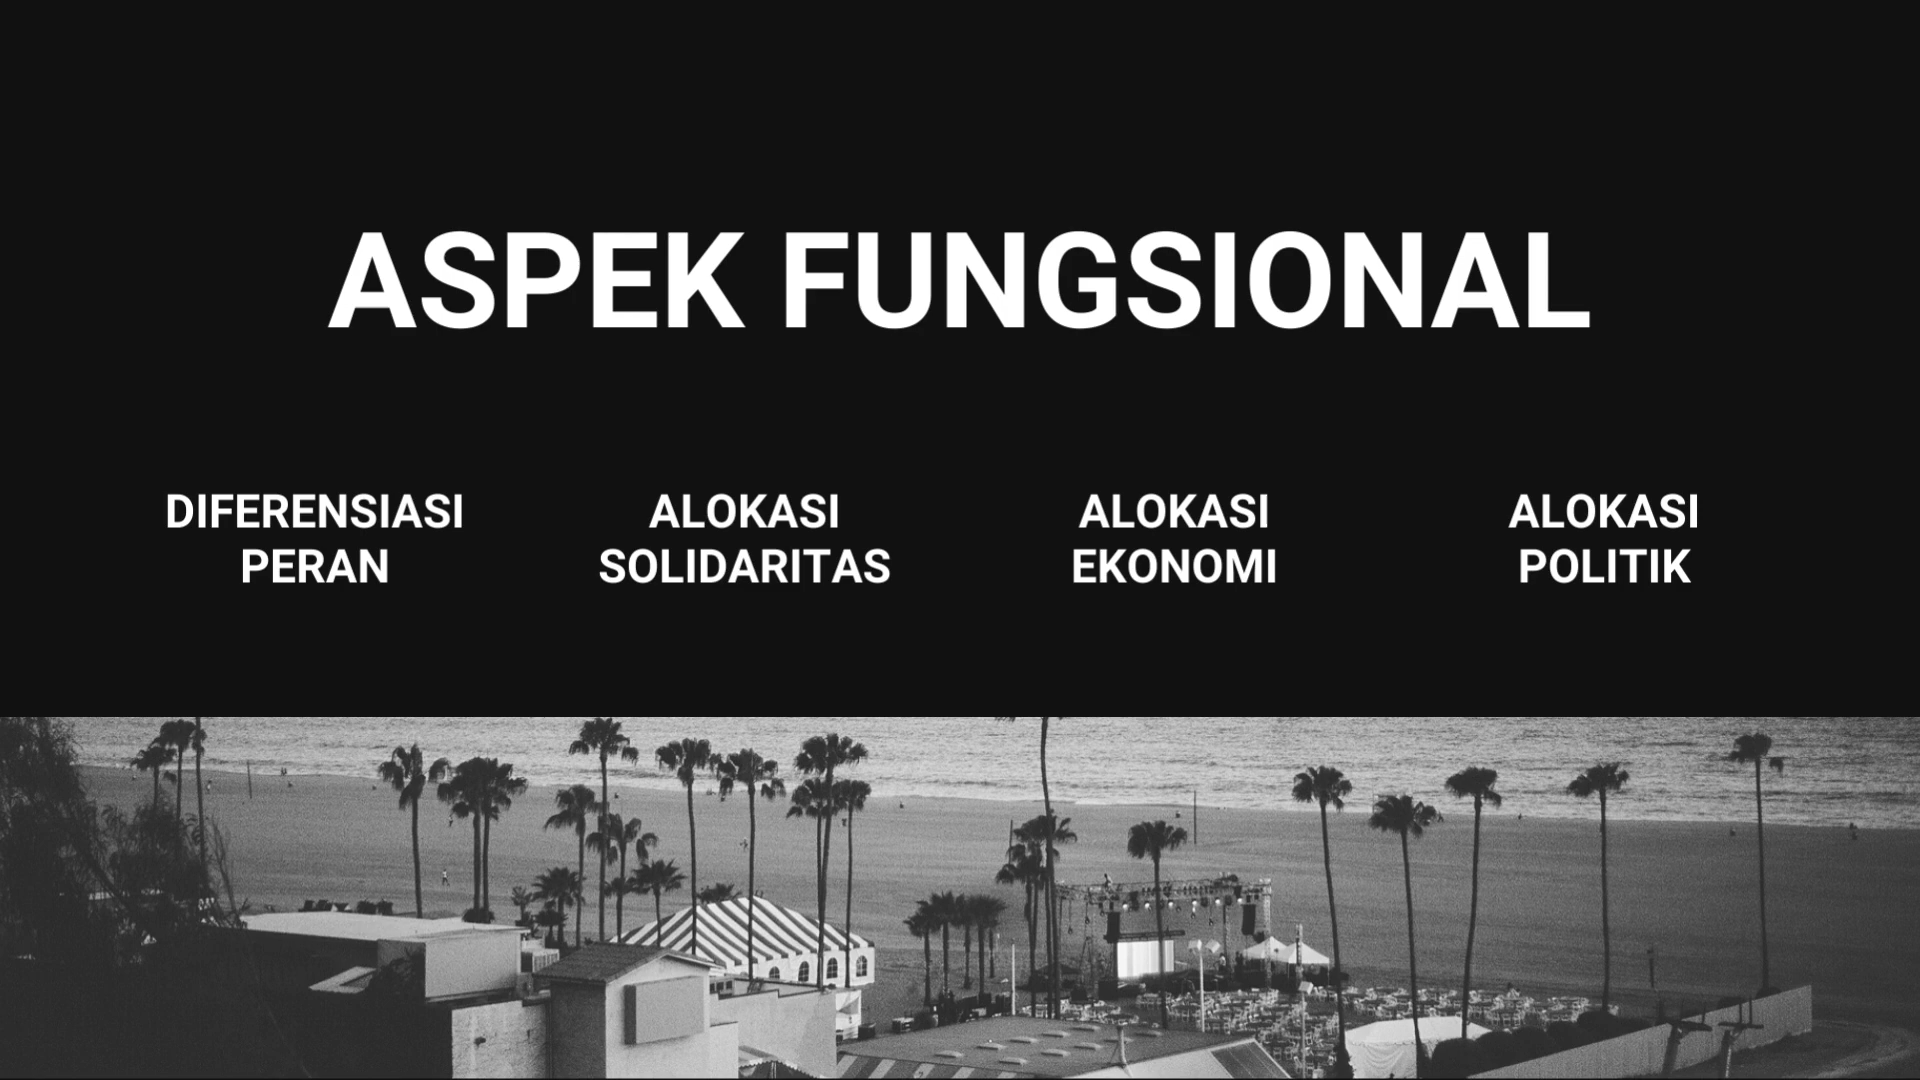 ASPEK FUNGSIONAL
DIFERENSIASI
PERAN
ALOKASI
SOLIDARITAS
ALOKASI
EKONOMI
ALOKASI
POLITIK